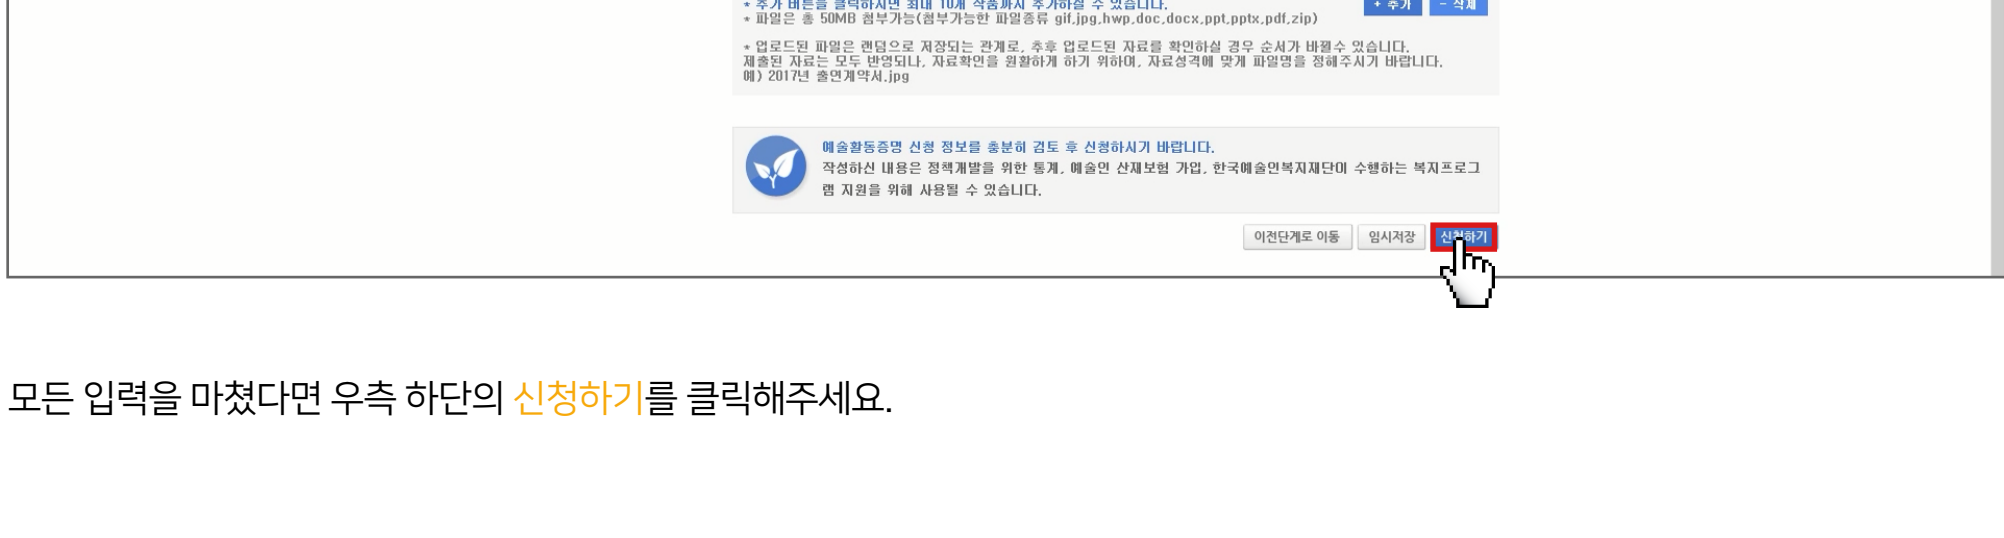 * 추가 버튼을 클릭하시면 최대 10개 작품까지 추가하실 수 있습니다.
+ 추가
- 삭제
* 파일은 총 50MB 첨부가능(첨부가능한 파일종류 gif,jpg,hwp,doc,docx,ppt,pptx,pdf,zip)
* 업로드된 파일은 랜덤으로 저장되는 관계로, 추후 업로드된 자료를 확인하실 경우 순서가 바뀔수 있습니다.
제출된 자료는 모두 반영되나, 자료확인을 원활하게 하기 위하여, 자료성격에 맞게 파일명을 정해주시기 바랍니다.
예) 2017년 출연계약서.jpg
예술활동증명 신청 정보를 충분히 검토 후 신청하시기 바랍니다.
작성하신 내용은 정책개발을 위한 통계, 예술인 산재보험 가입, 한국예술인복지재단이 수행하는 복지프로그
램 지원을 위해 사용될 수 있습니다.
이전단계로 이동
임시저장
신청하기
모든 입력을 마쳤다면 우측 하단의 신청하기를 클릭해주세요.